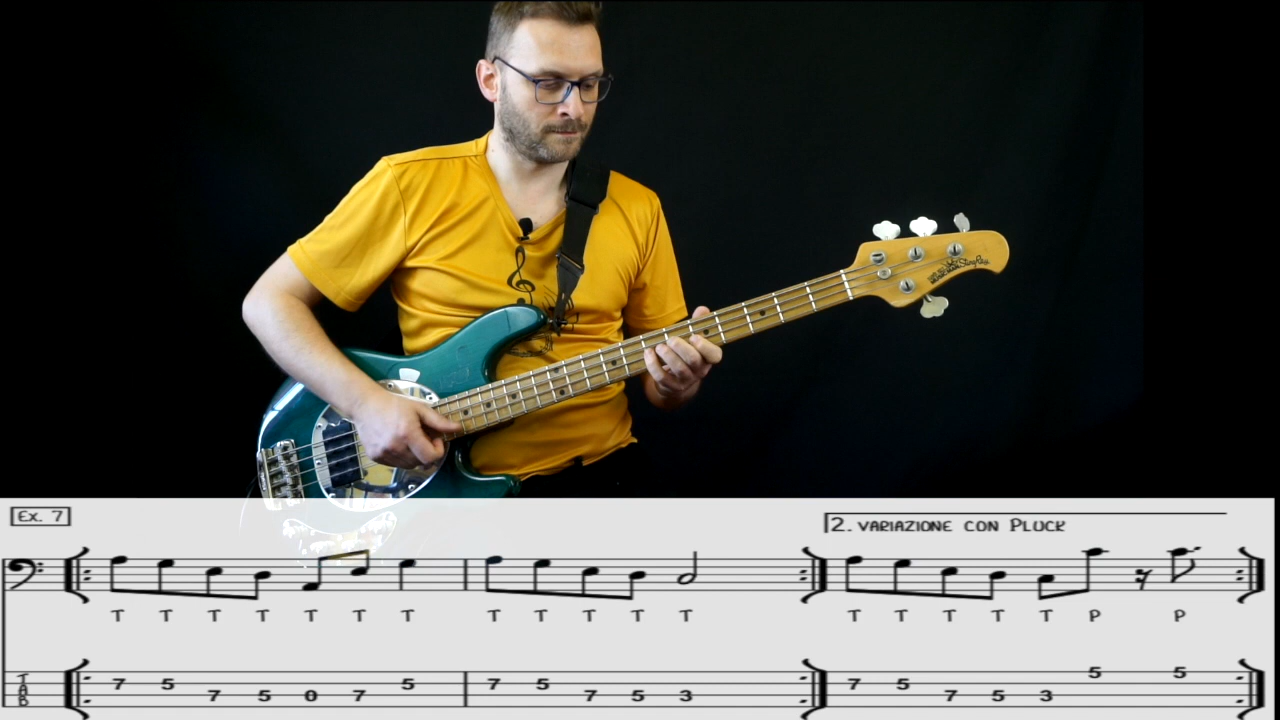 Ex. 7
2. VARIAZIONE CON PLUCK
T T T T T T T T T T T T T T T T T P P
T 7 5 5 7 5 7 5 5 5
A 7 5 0 7 7 5 3 7 5 3
B